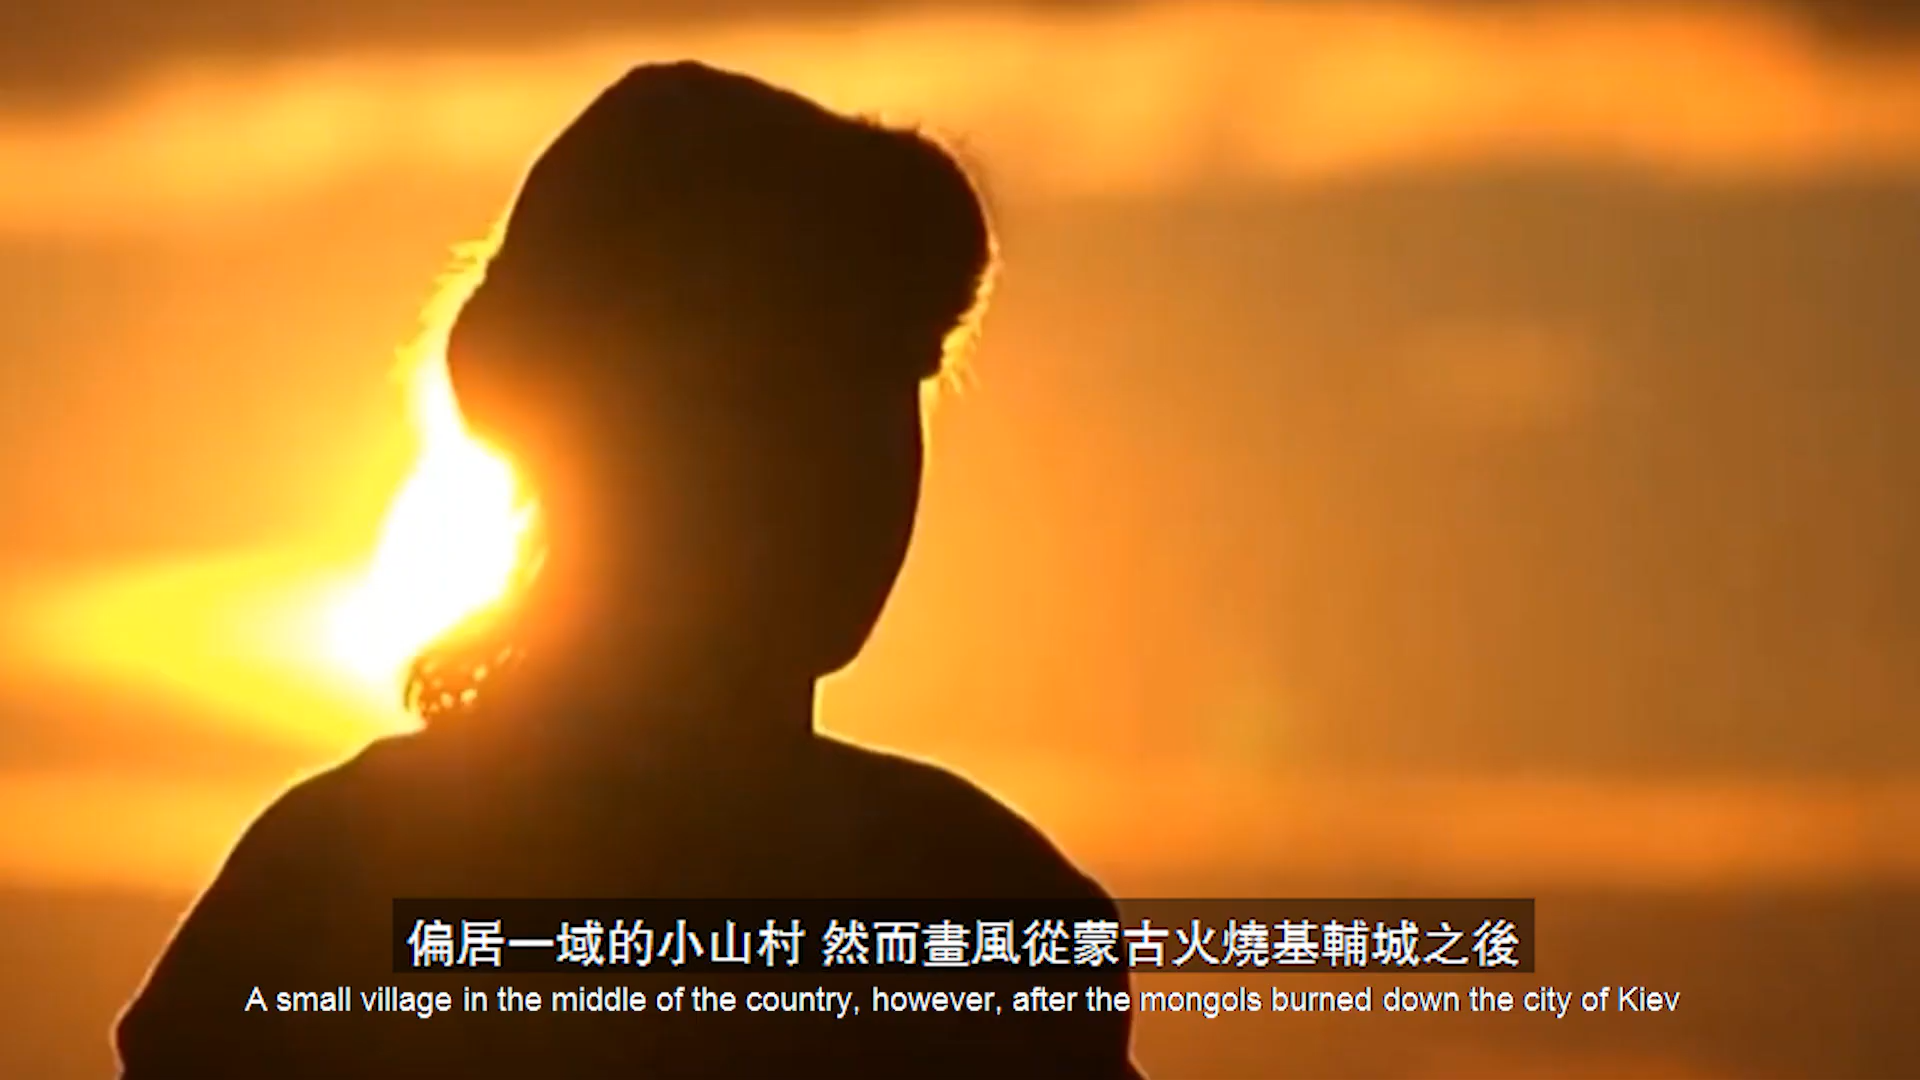 偏居一域的小山村 然而畫風從蒙古火燒基輔城之後
A small village in the middle of the country, however, after the mongols burned down the city of Kiev